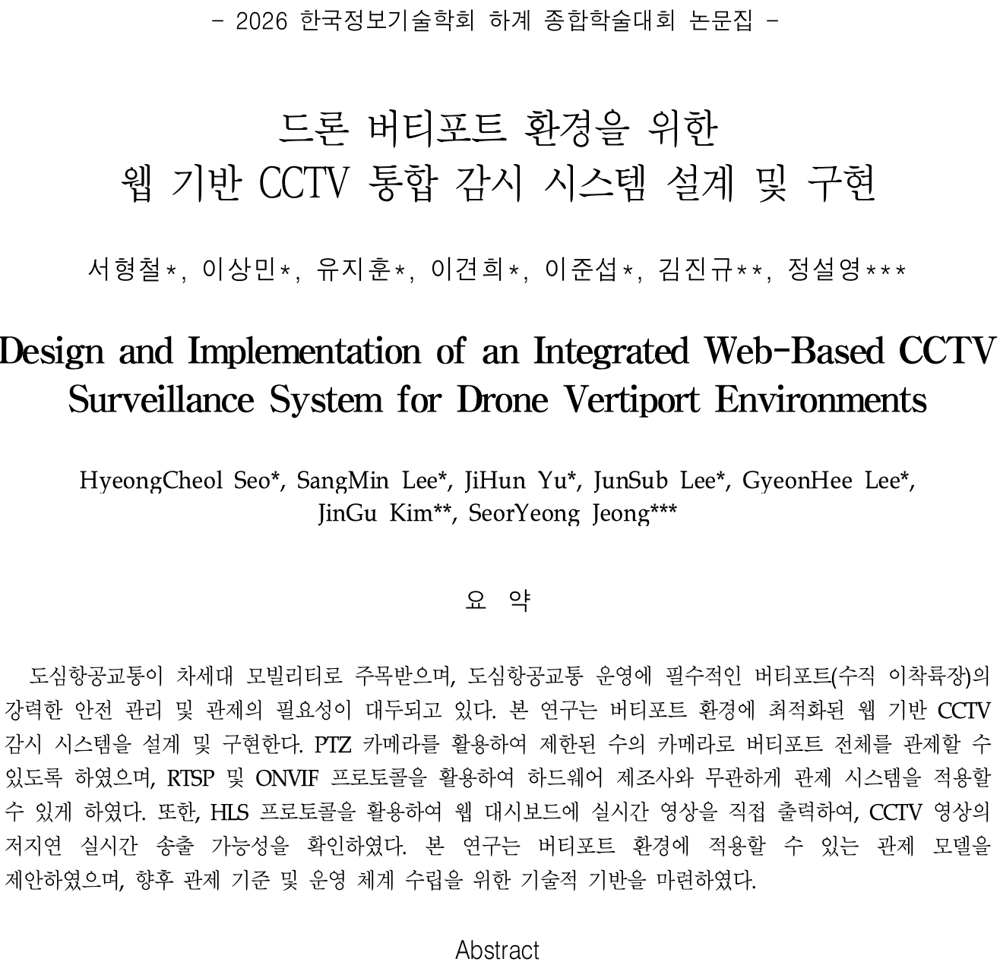 - 2026 한국정보기술학회 하계 종합학술대회 논문집 -
드론 버티포트 환경을 위한
웹 기반 CCTV 통합 감시 시스템 설계 및 구현
서형철*, 이상민*, 유지훈*, 이견희*, 이준섭*, 김진규**, 정설영***
Design and Implementation of an Integrated Web-Based CCTV
Surveillance System for Drone Vertiport Environments
HyeongCheol Seo*, SangMin Lee*, JiHun Yu*, JunSub Lee*, GyeonHee Lee*,
JinGu Kim**, SeorYeong Jeong***
요 약
도심항공교통이 차세대 모빌리티로 주목받으며, 도심항공교통 운영에 필수적인 버티포트(수직 이착륙장)의
강력한 안전 관리 및 관제의 필요성이 대두되고 있다. 본 연구는 버티포트 환경에 최적화된 웹 기반 CCTV
감시 시스템을 설계 및 구현한다. PTZ 카메라를 활용하여 제한된 수의 카메라로 버티포트 전체를 관제할 수
있도록 하였으며, RTSP 및 ONVIF 프로토콜을 활용하여 하드웨어 제조사와 무관하게 관제 시스템을 적용할
수 있게 하였다. 또한, HLS 프로토콜을 활용하여 웹 대시보드에 실시간 영상을 직접 출력하여, CCTV 영상의
저지연 실시간 송출 가능성을 확인하였다. 본 연구는 버티포트 환경에 적용할 수 있는 관제 모델을
제안하였으며, 향후 관제 기준 및 운영 체계 수립을 위한 기술적 기반을 마련하였다.
Abstract